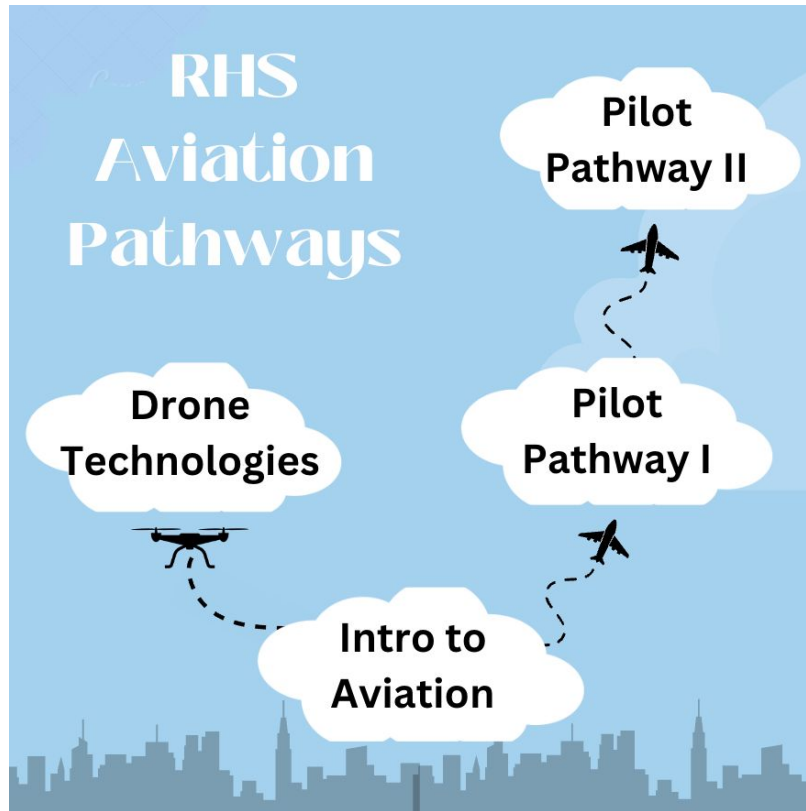 RHS
Aviation
Pathways
Pilot
Pathway II
Drone
Technologies
Pilot
Pathway I
Intro to
Aviation